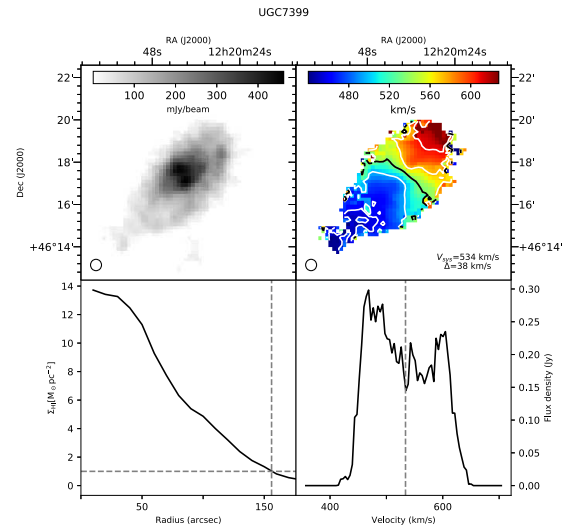 UGC7399
RA (J2000)
RA (J2000)
48s 12h20m24s
48s 12h20m24s
22'
20'
18'
16'
+46°14'
Dec (J2000)
100 200 300 400
mJy/beam
480 520 560 600
km/s
V_sys=534 km/s
Δ=38 km/s
22'
20'
18'
16'
+46°14'
14
12
10
8
6
4
2
0
Σ_HI[M_⊙ pc^-2]
50 100 150
Radius (arcsec)
0.30
0.25
0.20
0.15
0.10
0.05
0.00
Flux density (Jy)
400 600
Velocity (km/s)